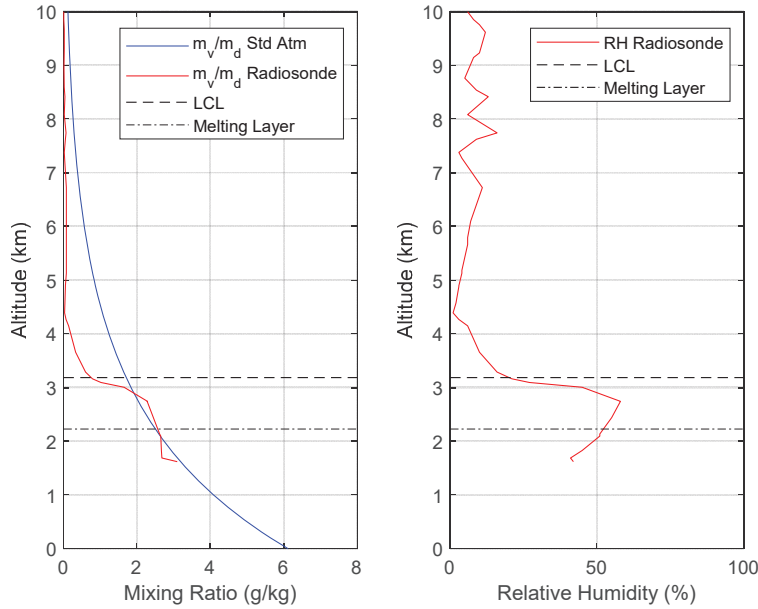 10
9
8
7
6
5
4
3
2
1
0
Altitude (km)
0 2 4 6 8
Mixing Ratio (g/kg)
m_v/m_d Std Atm
m_v/m_d Radiosonde
LCL
Melting Layer
10
9
8
7
6
5
4
3
2
1
0
Altitude (km)
0 50 100
Relative Humidity (%)
RH Radiosonde
LCL
Melting Layer